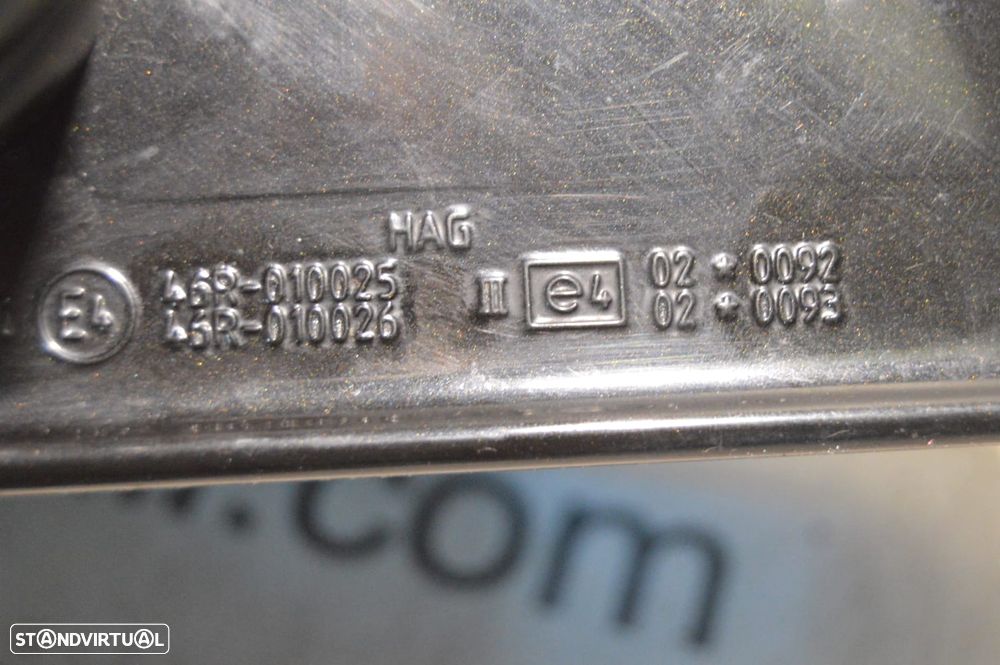 HAG
E4 46R-010025 III e4 02 * 0092
46R-010026 02 * 0093
.com
STANDVIRTUAL